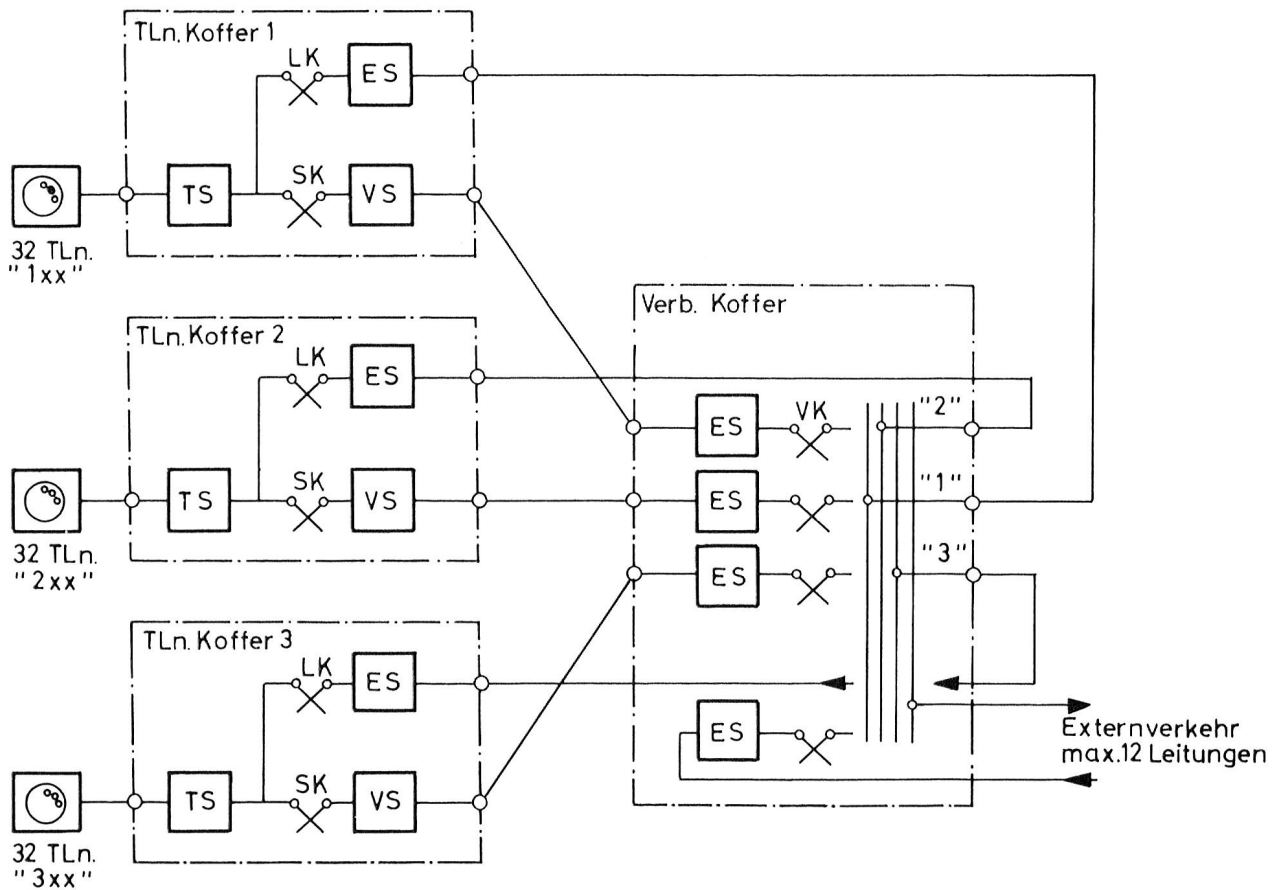 TLn. Koffer 1
LK
ES
TS
SK
VS
32 TLn.
"1xx"
TLn. Koffer 2
LK
ES
TS
SK
VS
32 TLn.
"2xx"
TLn. Koffer 3
LK
ES
TS
SK
VS
32 TLn.
"3xx"
Verb. Koffer
ES
VK
"2"
ES
"1"
ES
"3"
ES
Externverkehr
max. 12 Leitungen